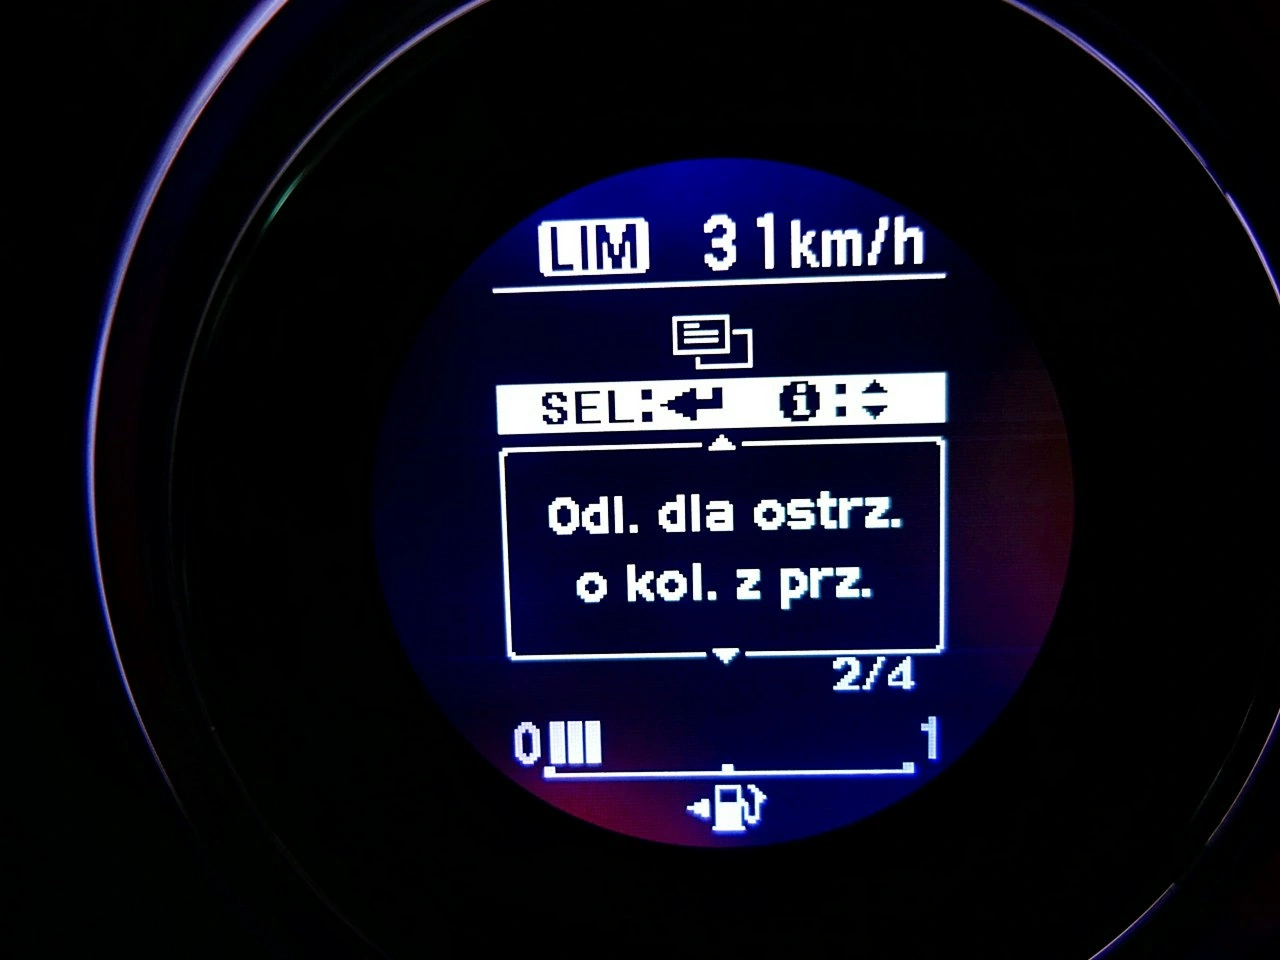 LIM 31km/h
SEL: i:
Odl. dla ostrz.
o kol. z prz.
2/4
0 1